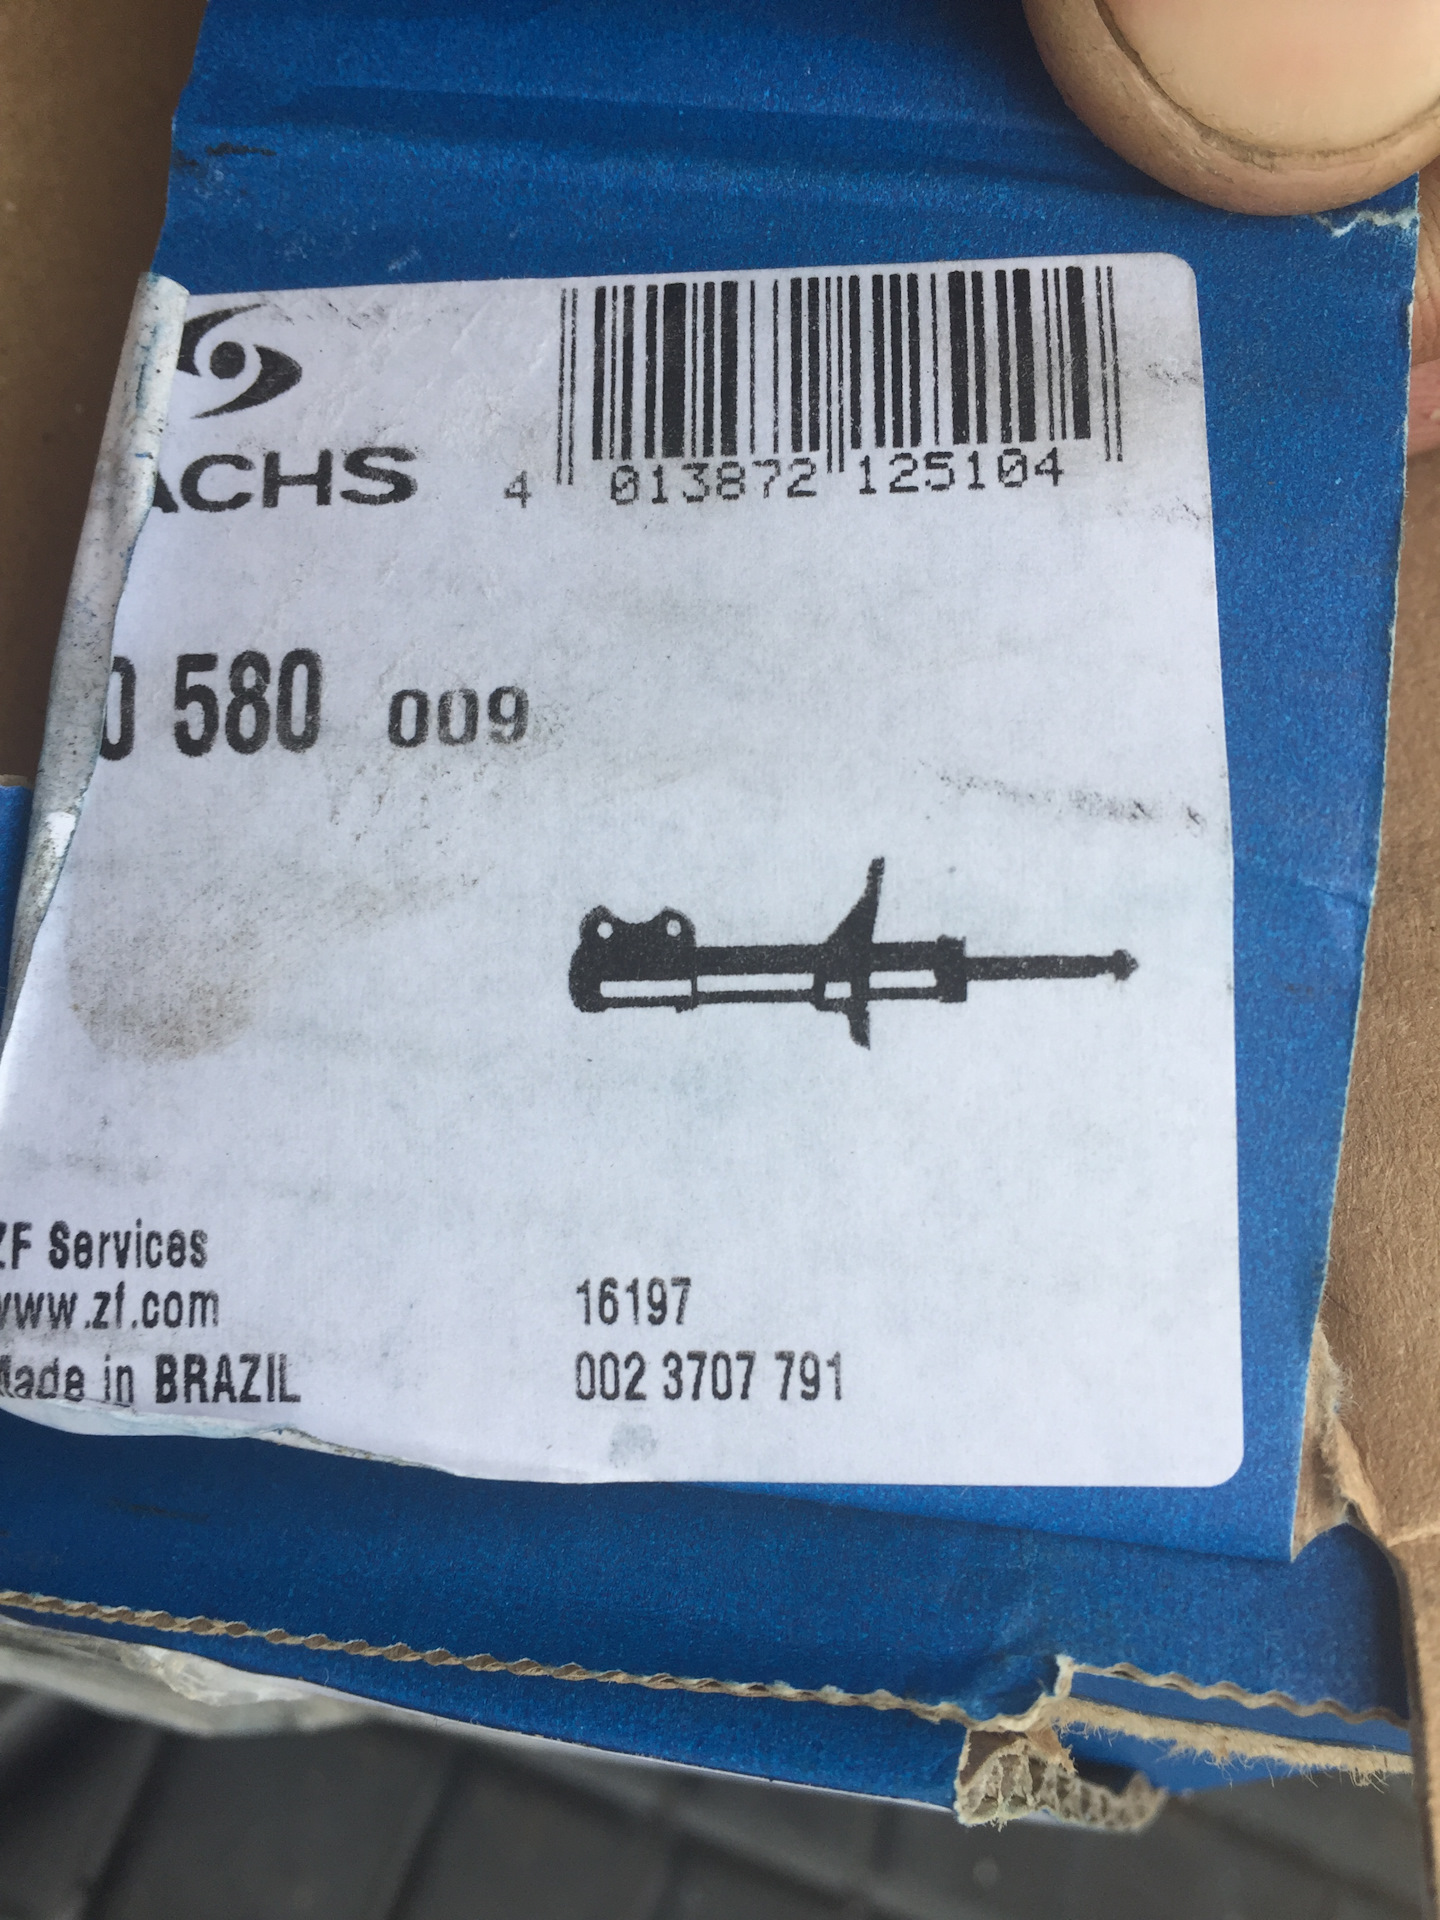 ACHS
4 013872 125104
0 580 009
ZF Services
www.zf.com
16197
Made in BRAZIL
002 3707 791